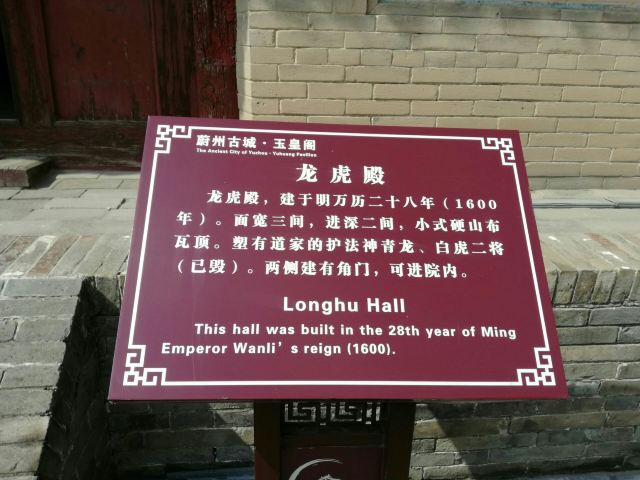 蔚州古城·玉皇阁
The Ancient City of Yuzhou · Yuhuang Pavilion
龙虎殿
龙虎殿，建于明万历二十八年（1600
年）。面宽三间，进深二间，小式硬山布
瓦顶。塑有道家的护法神青龙、白虎二将
（已毁）。两侧建有角门，可进院内。
Longhu Hall
This hall was built in the 28th year of Ming
Emperor Wanli’s reign (1600).